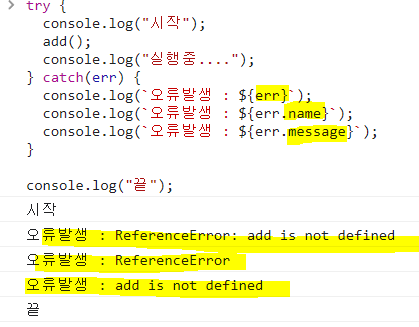 > try {
console.log("시작");
add();
console.log("실행중....");
} catch(err) {
console.log(`오류발생 : ${err}`);
console.log(`오류발생 : ${err.name}`);
console.log(`오류발생 : ${err.message}`);
}
console.log("끝");
시작
오류발생 : ReferenceError: add is not defined
오류발생 : ReferenceError
오류발생 : add is not defined
끝